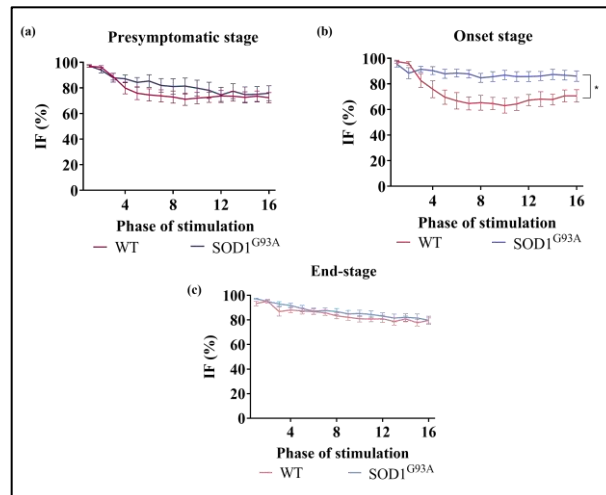 (a)
Presymptomatic stage
100
80
60
40
20
0
IF (%)
4 8 12 16
Phase of stimulation
WT SOD1G93A
(b)
Onset stage
100
80
60
40
20
0
IF (%)
*
4 8 12 16
Phase of stimulation
WT SOD1G93A
(c)
End-stage
100
80
60
40
20
0
IF (%)
4 8 12 16
Phase of stimulation
WT SOD1G93A